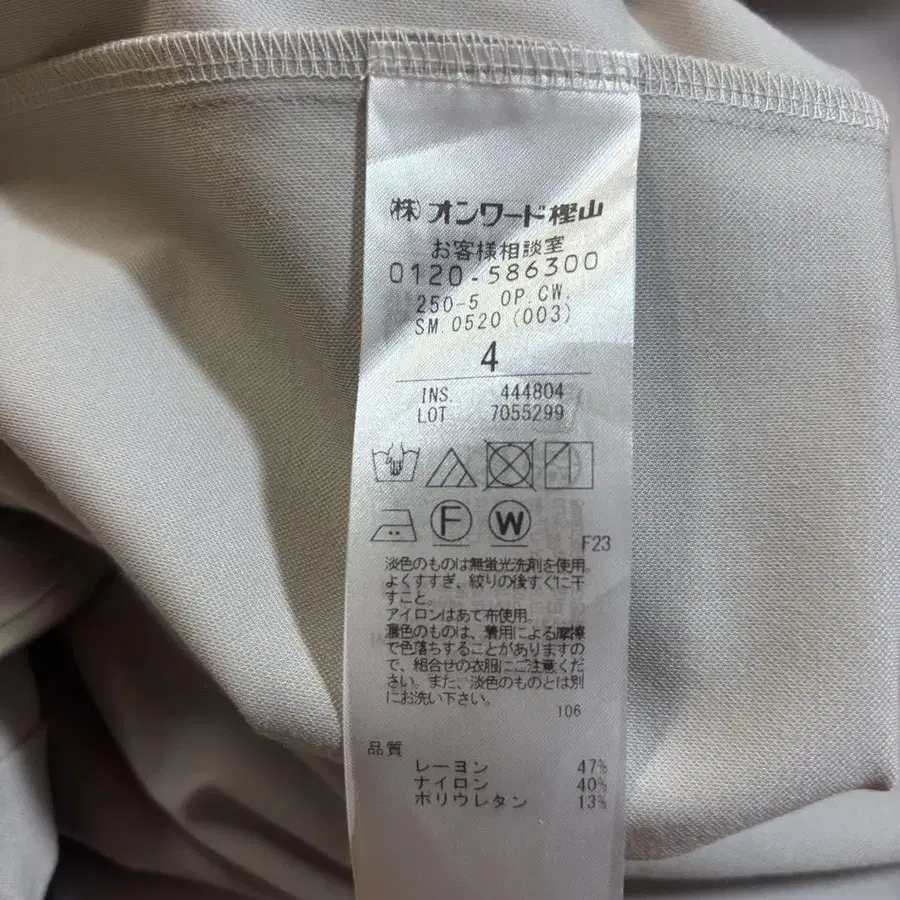 (株)オンワード樫山
お客様相談室
0120-586300
250-5 OP.CW.
SM.0520 (003)
4
INS. 444804
LOT 7055299
F W
F23
淡色のものは無蛍光洗剤を使用。
よくすすぎ、絞りの後すぐに干
すこと。
アイロンはあて布使用。
濃色のものは、着用による摩擦
で色落ちすることがありますの
で、組合せの衣服にご注意くだ
さい。また、淡色のものとは別
にお洗い下さい。
106
品質
レーヨン 47%
ナイロン 40%
ポリウレタン 13%